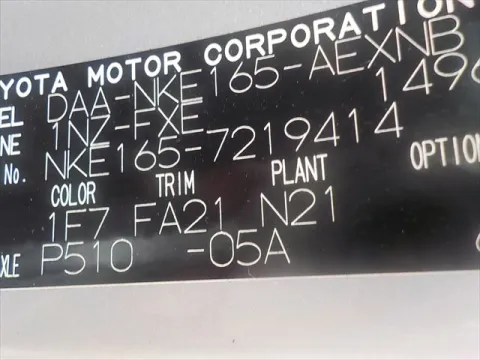 YOTA MOTOR CORPORATION
EL DAA-NKE165-AEXNB
NE 1NZ-FXE 1496
No. NKE165-7219414
COLOR TRIM PLANT OPTION
1F7 FA21 N21
XLE P510 -05A